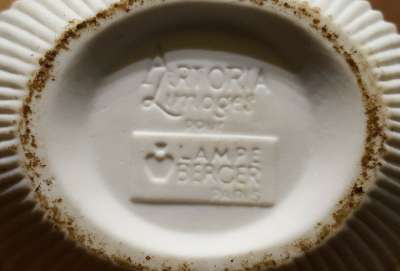 ARTORIA
Limoges
POUR
LAMPE
BERGER
PARIS